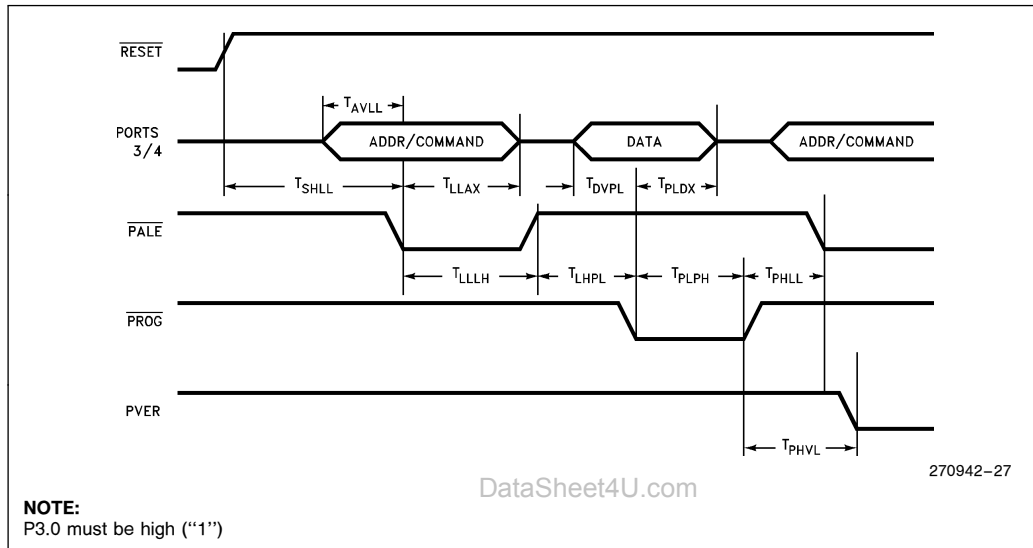 RESET
T_AVLL
PORTS 3/4
ADDR/COMMAND
DATA
ADDR/COMMAND
T_SHLL
T_LLAX
T_DVPL
T_PLDX
PALE
T_LLLH
T_LHPL
T_PLPH
T_PHLL
PROG
PVER
T_PHVL
270942-27
DataSheet4U.com
NOTE:
P3.0 must be high (“1”)